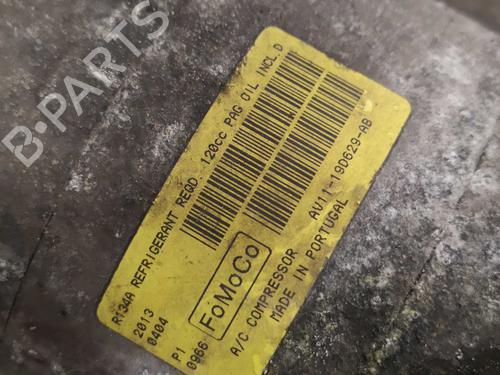 R134A REFRIGERANT REQD. 120cc PAG OIL INCL.D
2013
0404
P1
0966
FoMoCo
A/C COMPRESSOR AV11-19D629-AB
MADE IN PORTUGAL
B-PARTS